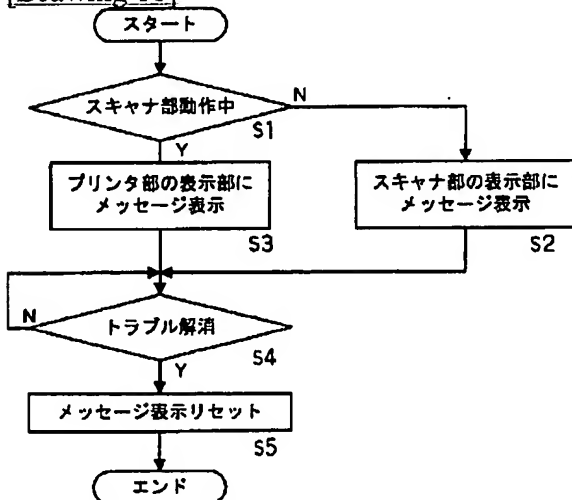 スタート
スキャナ部動作中
N
S1
Y
プリンタ部の表示部に
メッセージ表示
S3
スキャナ部の表示部に
メッセージ表示
S2
N
トラブル解消
S4
Y
メッセージ表示リセット
S5
エンド